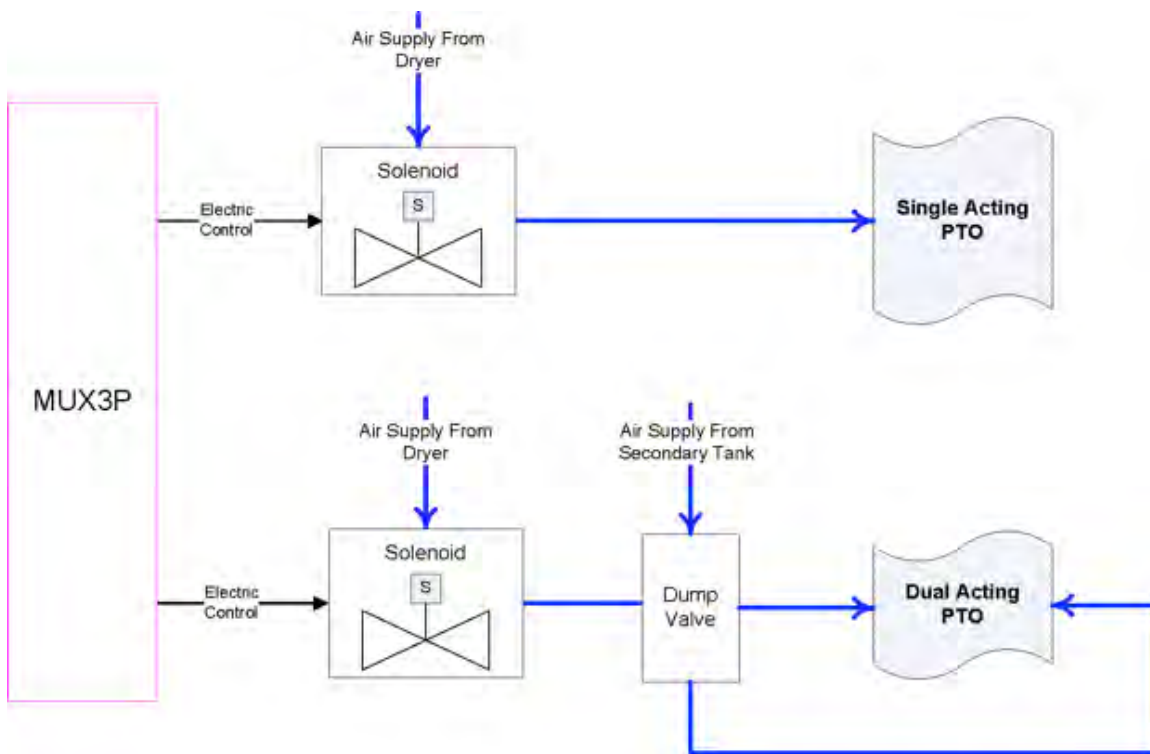 Air Supply From
Dryer
Solenoid
S
Electric
Control
Single Acting
PTO
MUX3P
Air Supply From
Dryer
Air Supply From
Secondary Tank
Solenoid
S
Electric
Control
Dump
Valve
Dual Acting
PTO